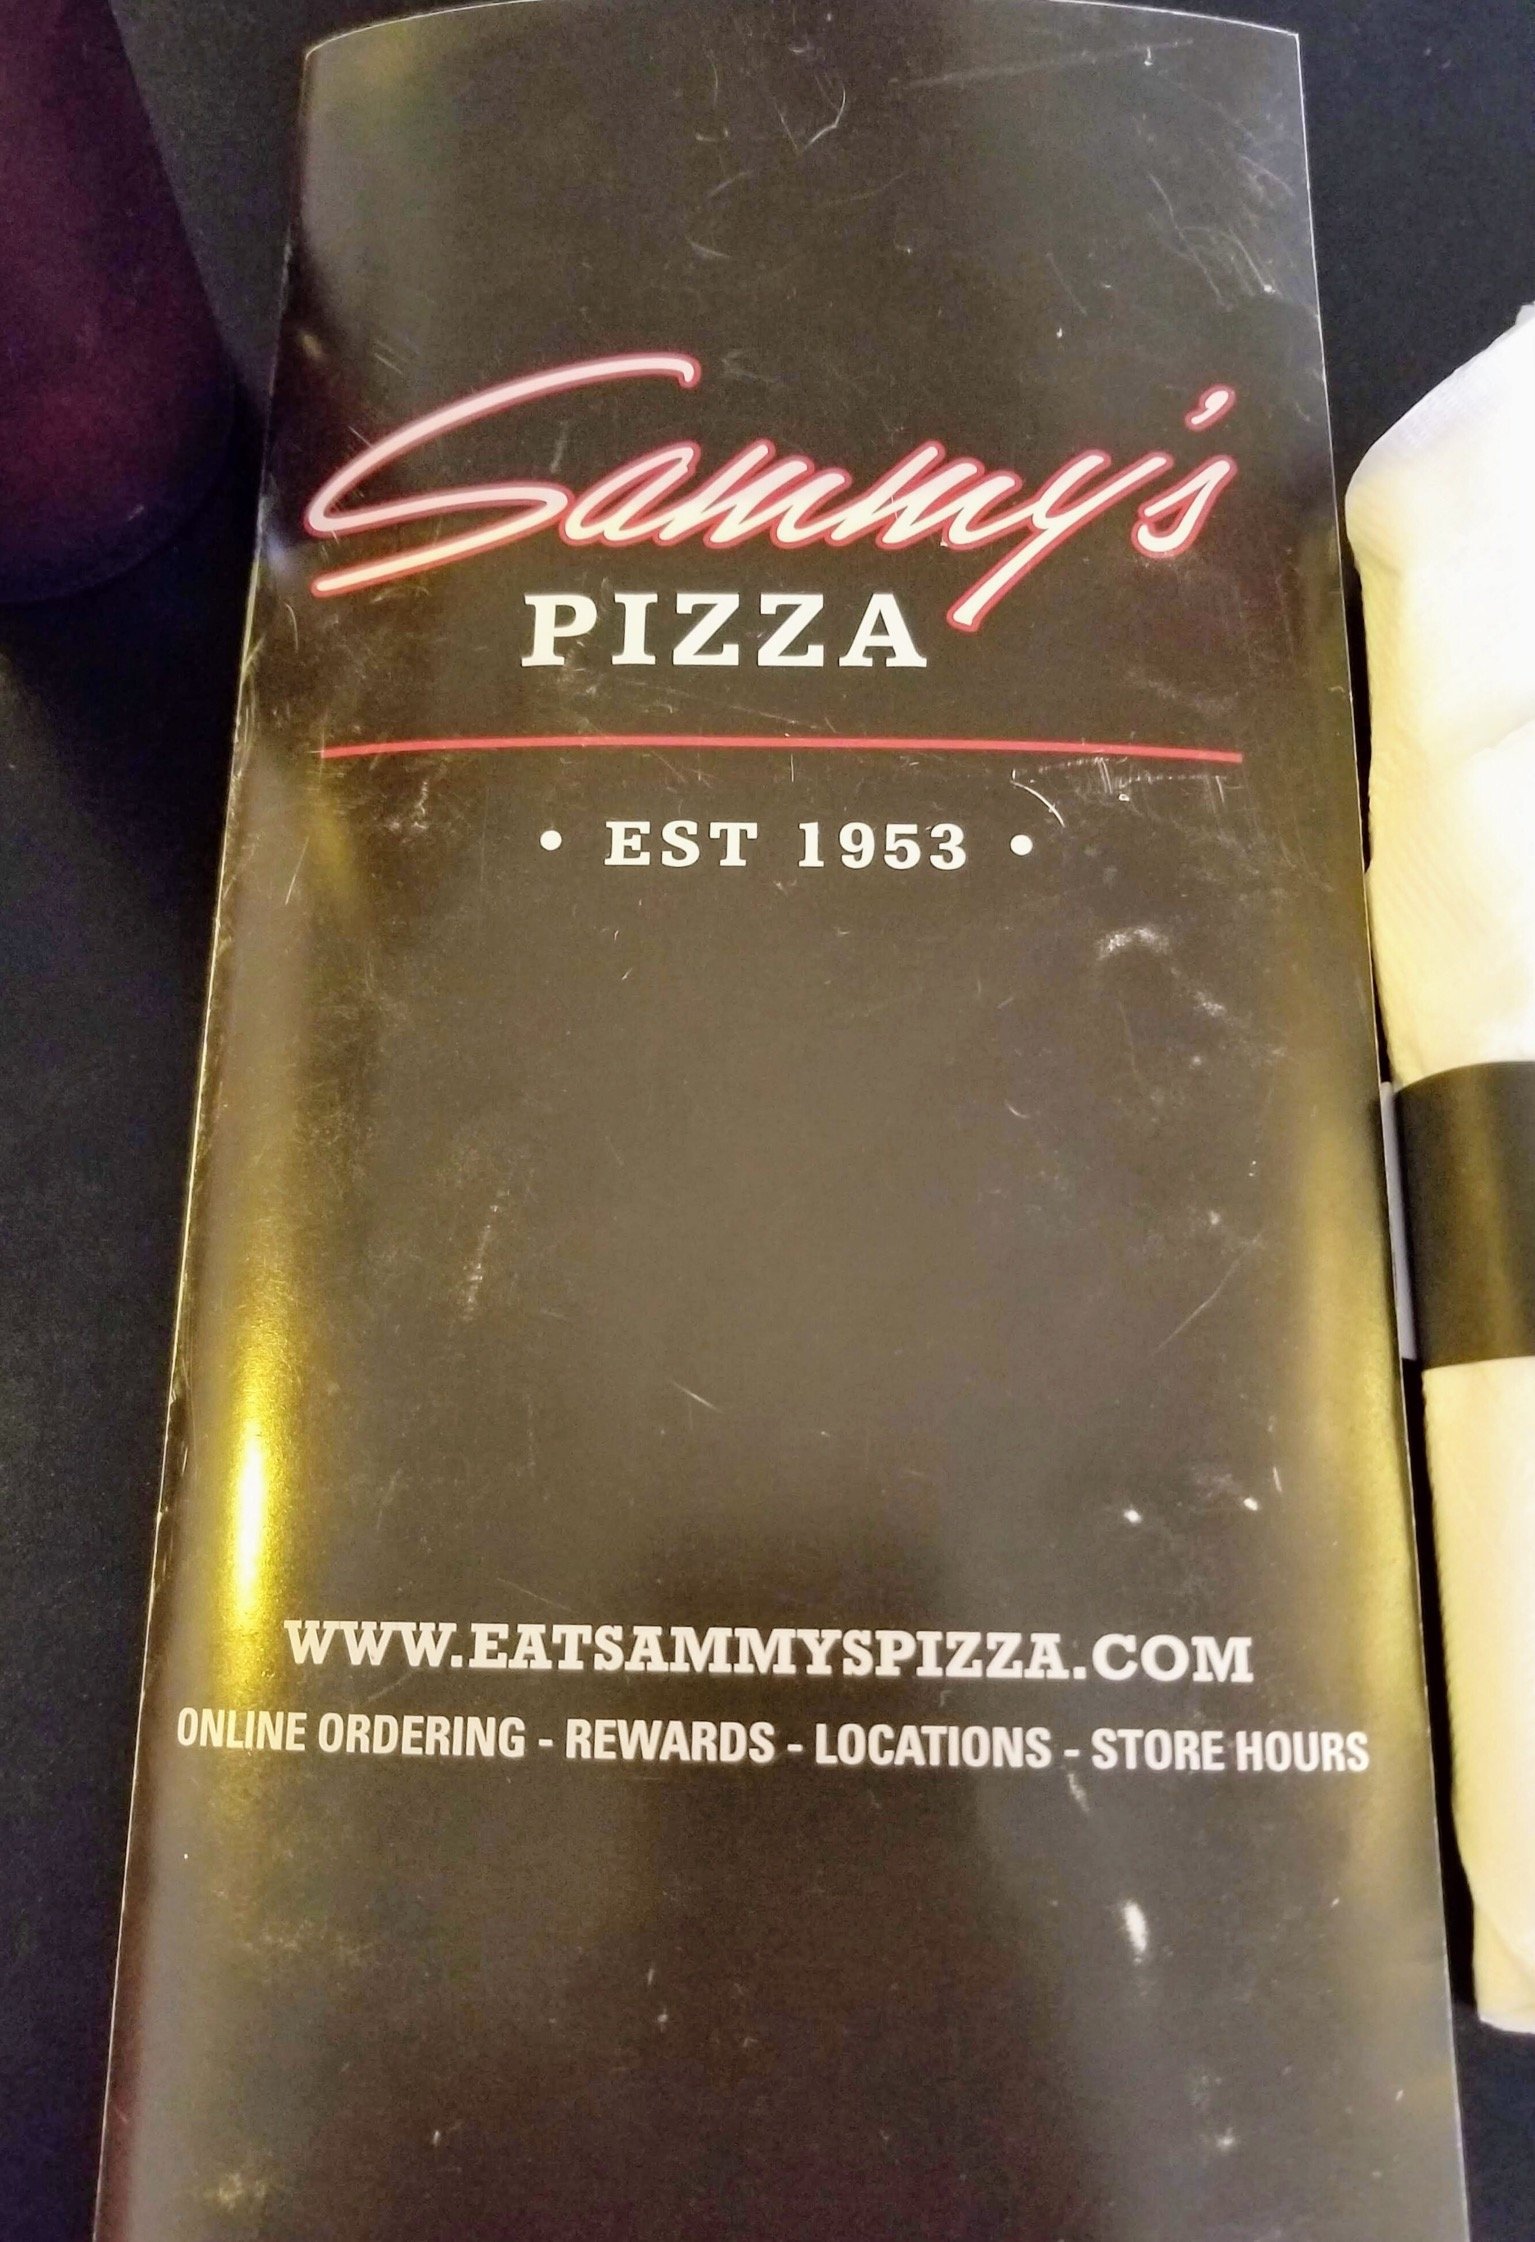 Sammy's
PIZZA
• EST 1953 •
WWW.EATSAMMYSPIZZA.COM
ONLINE ORDERING - REWARDS - LOCATIONS - STORE HOURS